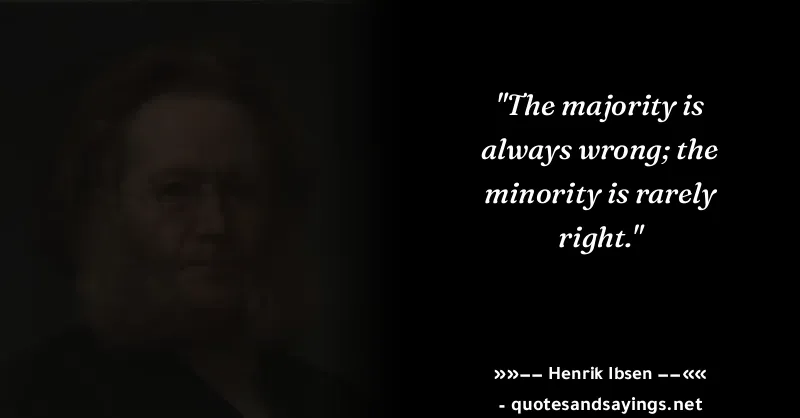 "The majority is
always wrong; the
minority is rarely
right."
»»–– Henrik Ibsen ––««
- quotesandsayings.net